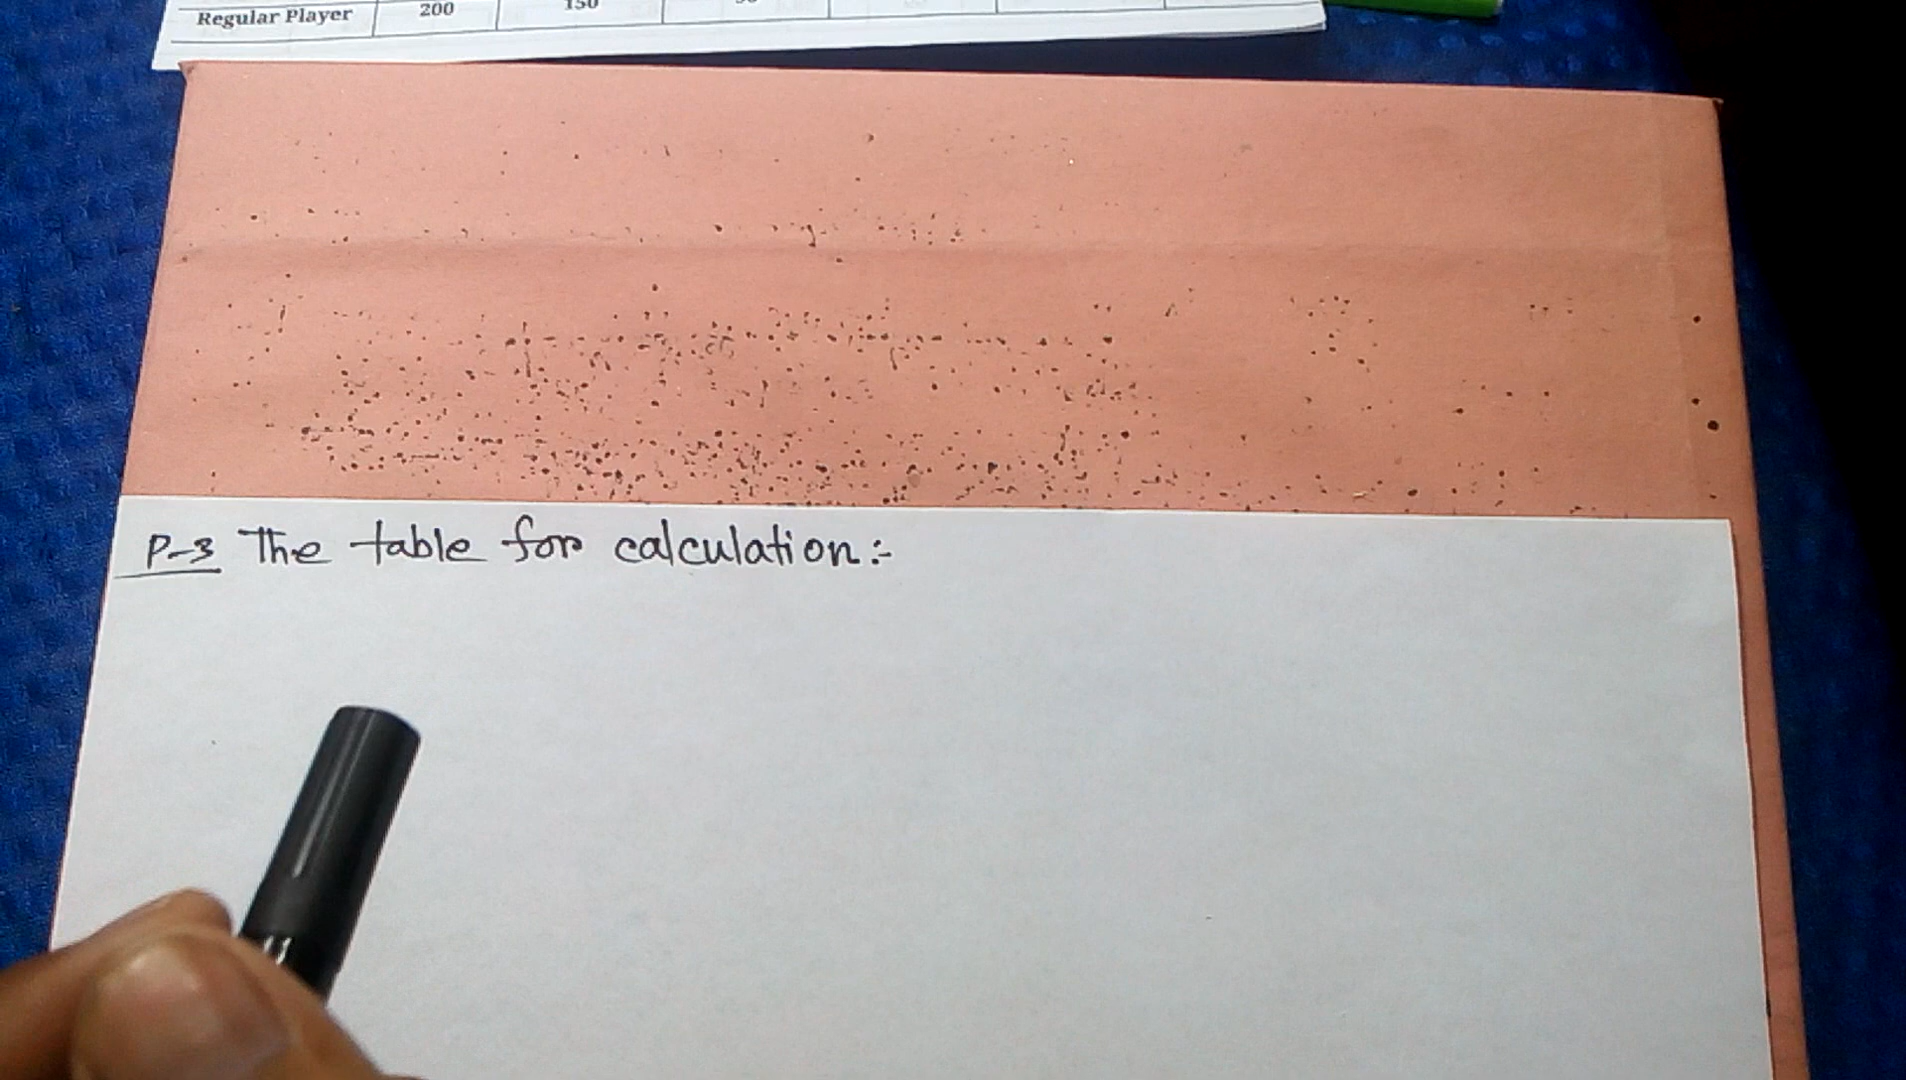 Regular Player 200 150
P-3 The table for calculation:-